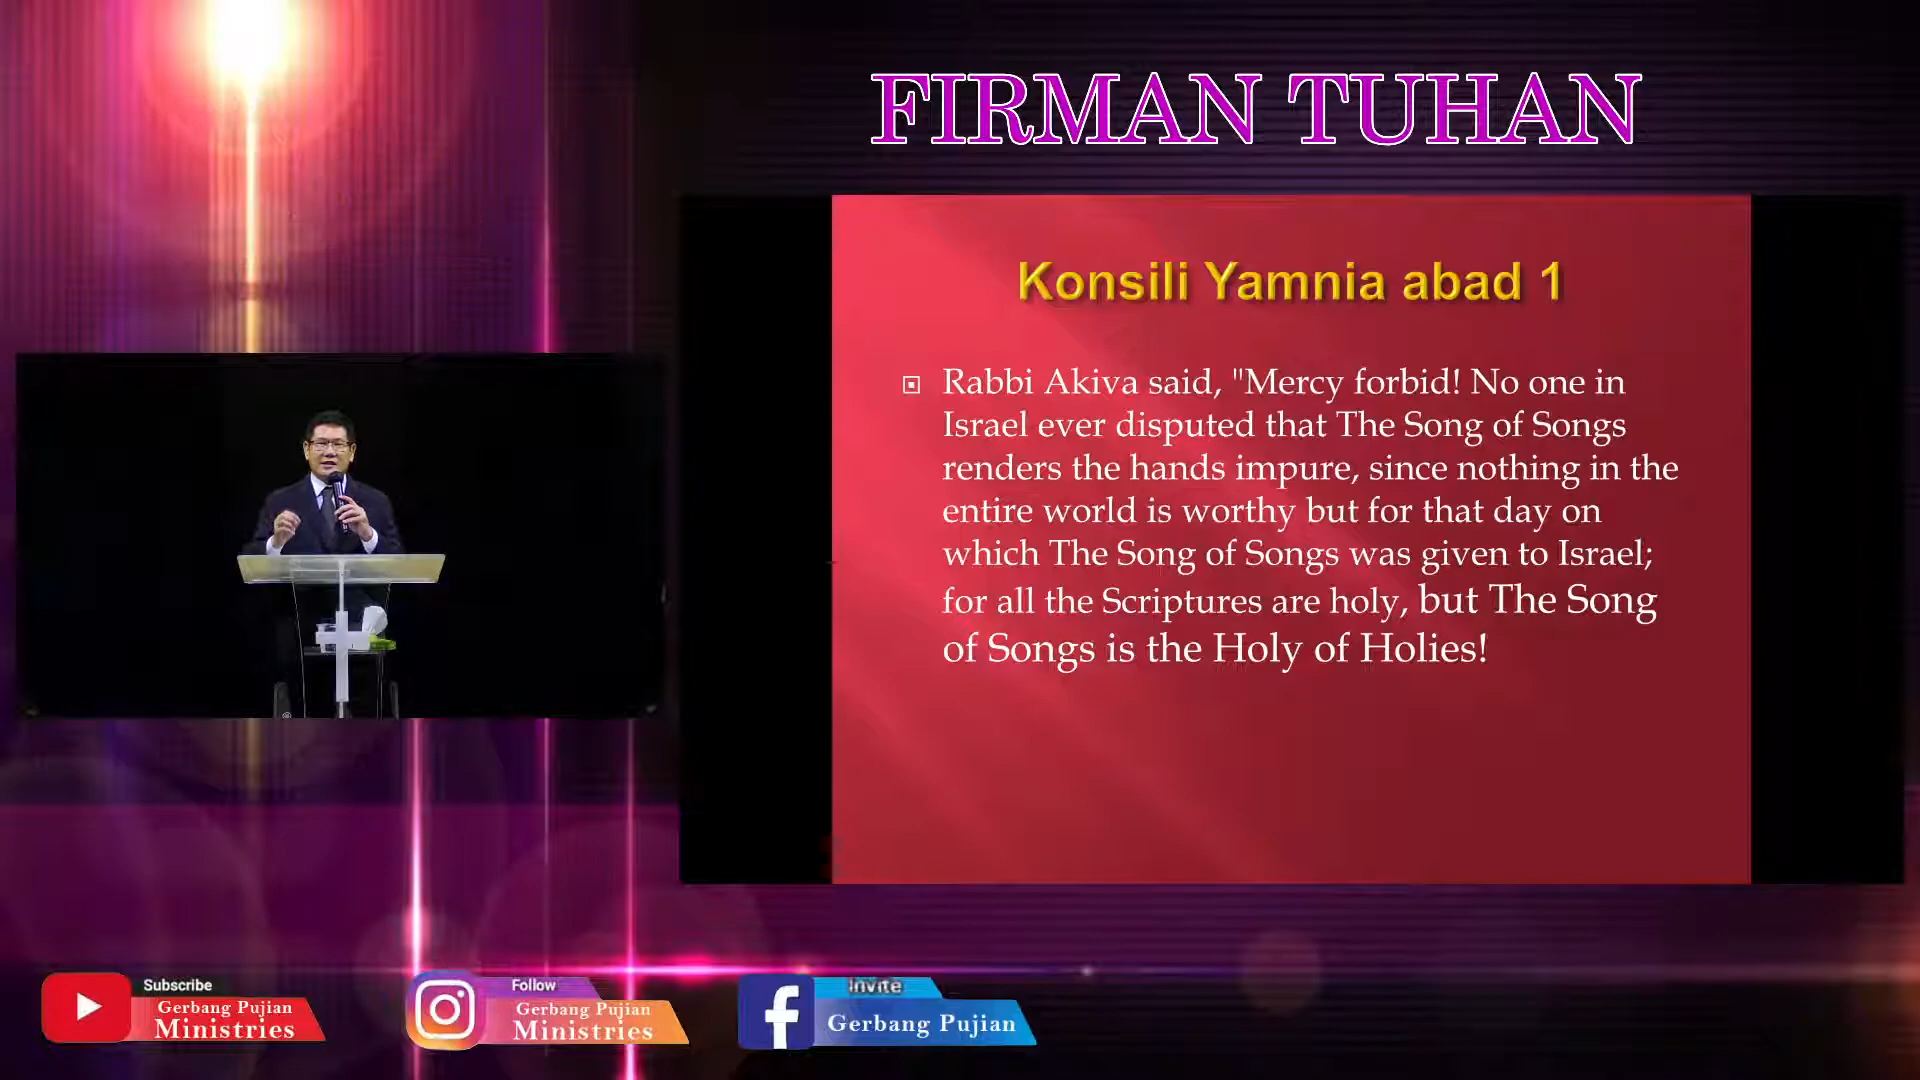 FIRMAN TUHAN
Konsili Yamnia abad 1
Rabbi Akiva said, "Mercy forbid! No one in
Israel ever disputed that The Song of Songs
renders the hands impure, since nothing in the
entire world is worthy but for that day on
which The Song of Songs was given to Israel;
for all the Scriptures are holy, but The Song
of Songs is the Holy of Holies!
Subscribe
Gerbang Pujian
Ministries
Follow
Gerbang Pujian
Ministries
Invite
Gerbang Pujian